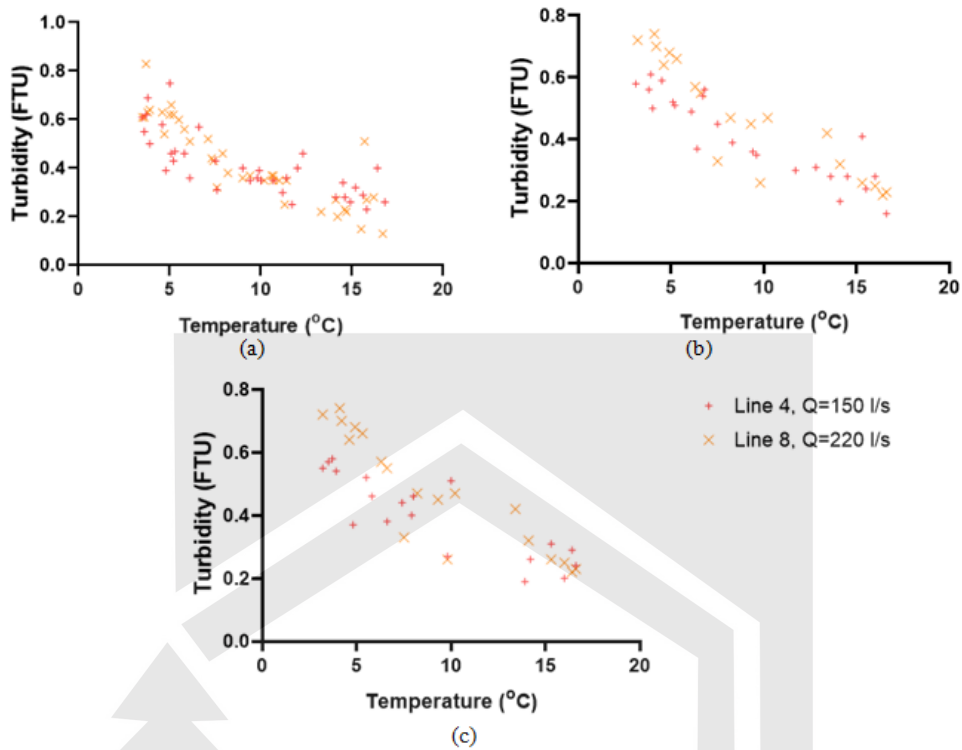 1.0
0.8
0.6
0.4
0.2
0.0
Turbidity (FTU)
0 5 10 15 20
Temperature (°C)
(a)
0.8
0.6
0.4
0.2
0.0
Turbidity (FTU)
0 5 10 15 20
Temperature (°C)
(b)
0.8
0.6
0.4
0.2
0.0
Turbidity (FTU)
0 5 10 15 20
Temperature (°C)
(c)
Line 4, Q=150 l/s
Line 8, Q=220 l/s